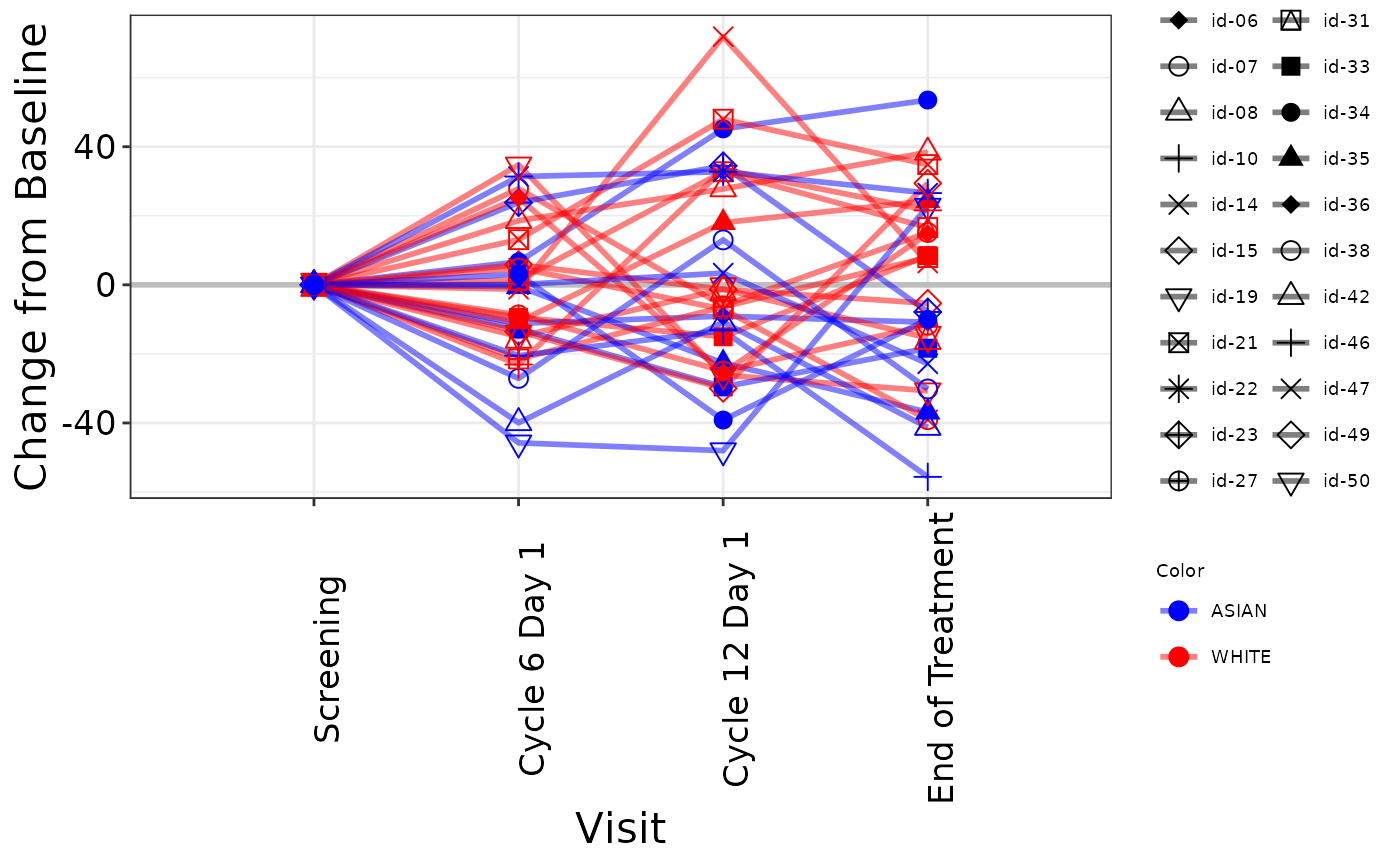 Change from Baseline
40
0
-40
Screening
Cycle 6 Day 1
Cycle 12 Day 1
End of Treatment
Visit
id-06 id-31
id-07 id-33
id-08 id-34
id-10 id-35
id-14 id-36
id-15 id-38
id-19 id-42
id-21 id-46
id-22 id-47
id-23 id-49
id-27 id-50
Color
ASIAN
WHITE